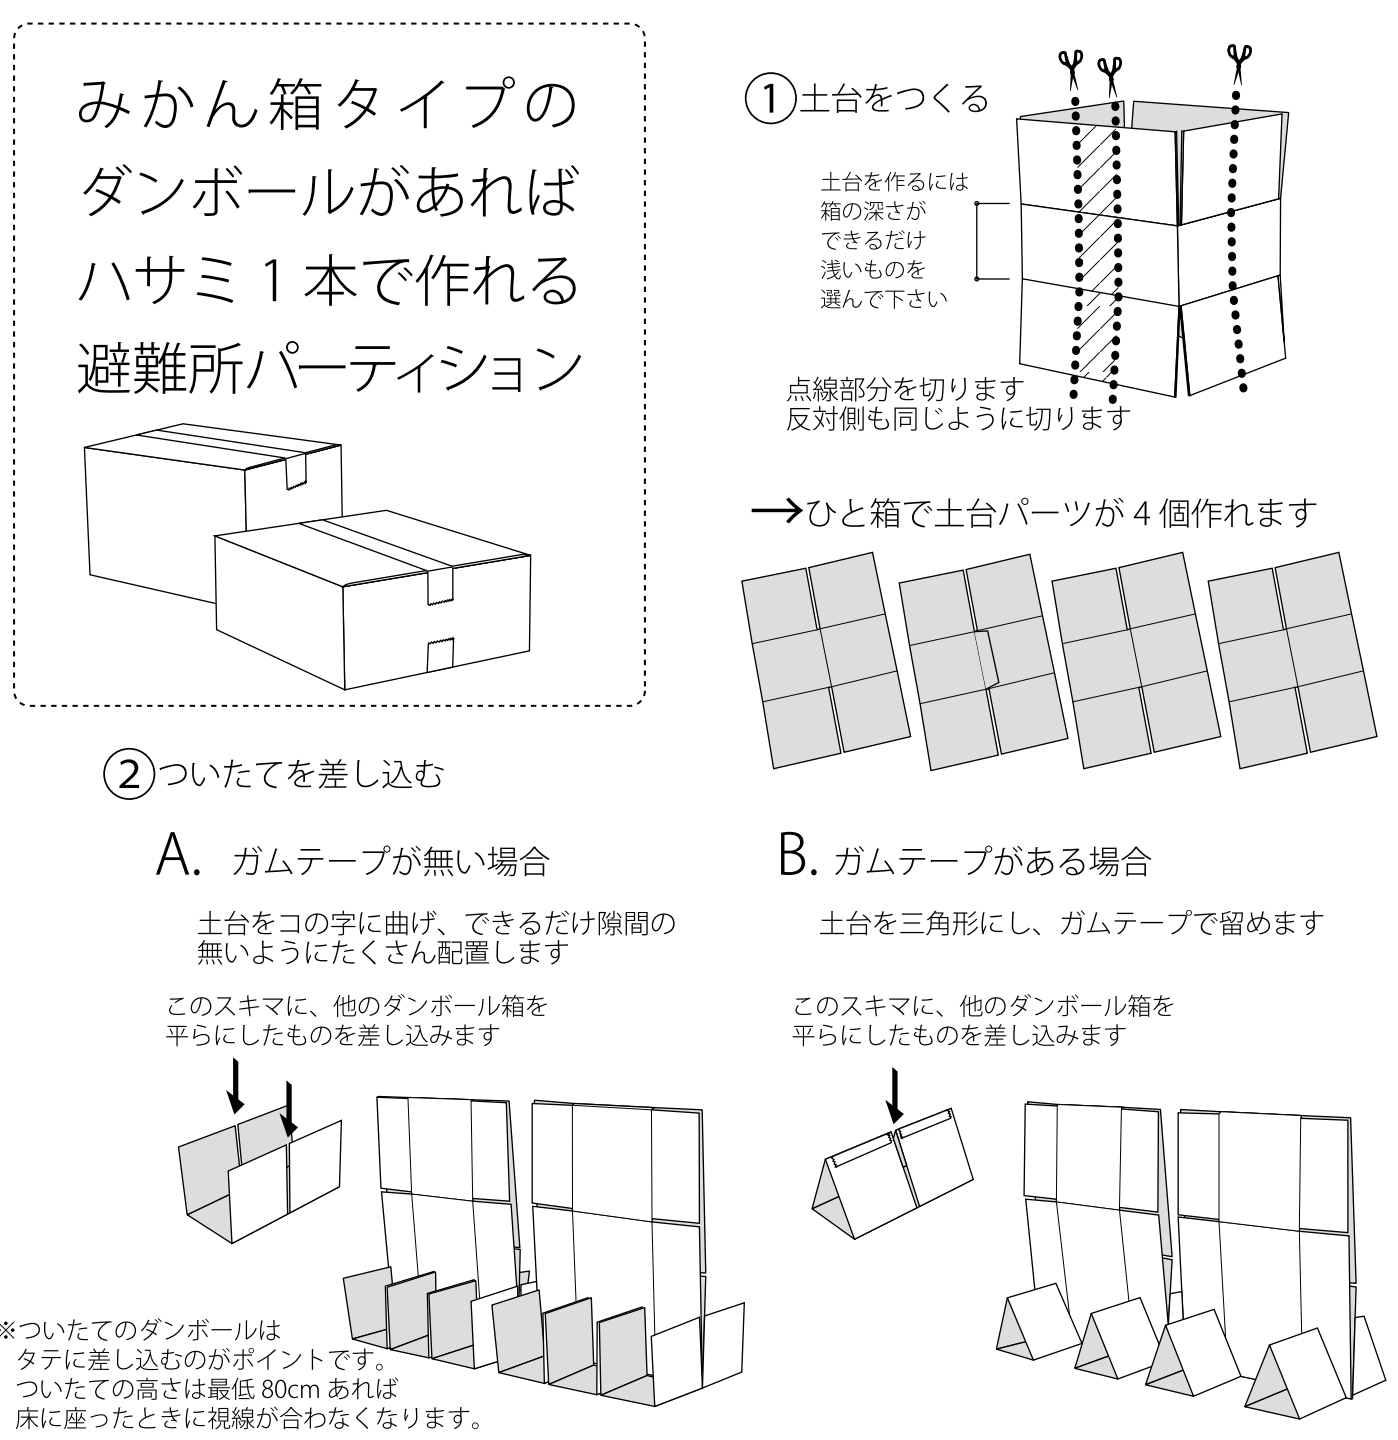 みかん箱タイプの
ダンボールがあれば
ハサミ1本で作れる
避難所パーティション
①土台をつくる
土台を作るには
箱の深さが
できるだけ
浅いものを
選んで下さい
点線部分を切ります
反対側も同じように切ります
→ひと箱で土台パーツが4個作れます
②ついたてを差し込む
A. ガムテープが無い場合
土台をコの字に曲げ、できるだけ隙間の
無いようにたくさん配置します
このスキマに、他のダンボール箱を
平らにしたものを差し込みます
※ついたてのダンボールは
タテに差し込むのがポイントです。
ついたての高さは最低80cmあれば
床に座ったときに視線が合わなくなります。
B. ガムテープがある場合
土台を三角形にし、ガムテープで留めます
このスキマに、他のダンボール箱を
平らにしたものを差し込みます